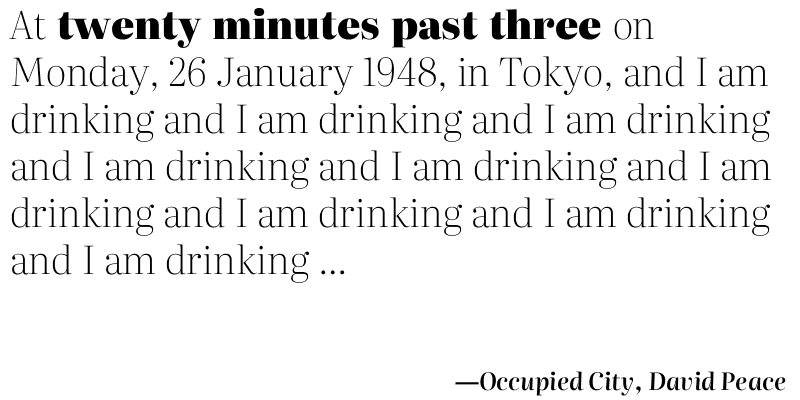 At twenty minutes past three on
Monday, 26 January 1948, in Tokyo, and I am
drinking and I am drinking and I am drinking
and I am drinking and I am drinking and I am
drinking and I am drinking and I am drinking
and I am drinking ...
—Occupied City, David Peace